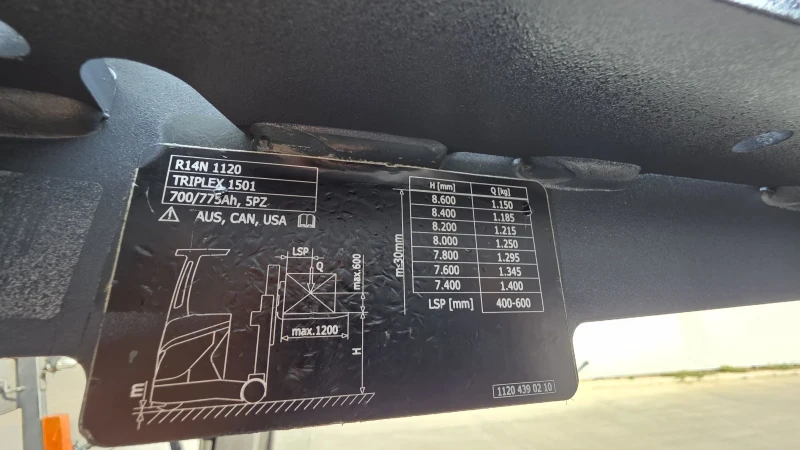 R14N 1120
TRIPLEX 1501
700/775Ah, 5PZ
AUS, CAN, USA
LSP
Q
max.600
max.1200
H
m
m≤30mm
H [mm] Q [kg]
8.600 1.150
8.400 1.185
8.200 1.215
8.000 1.250
7.800 1.295
7.600 1.345
7.400 1.400
LSP [mm] 400-600
1120 439 02 10